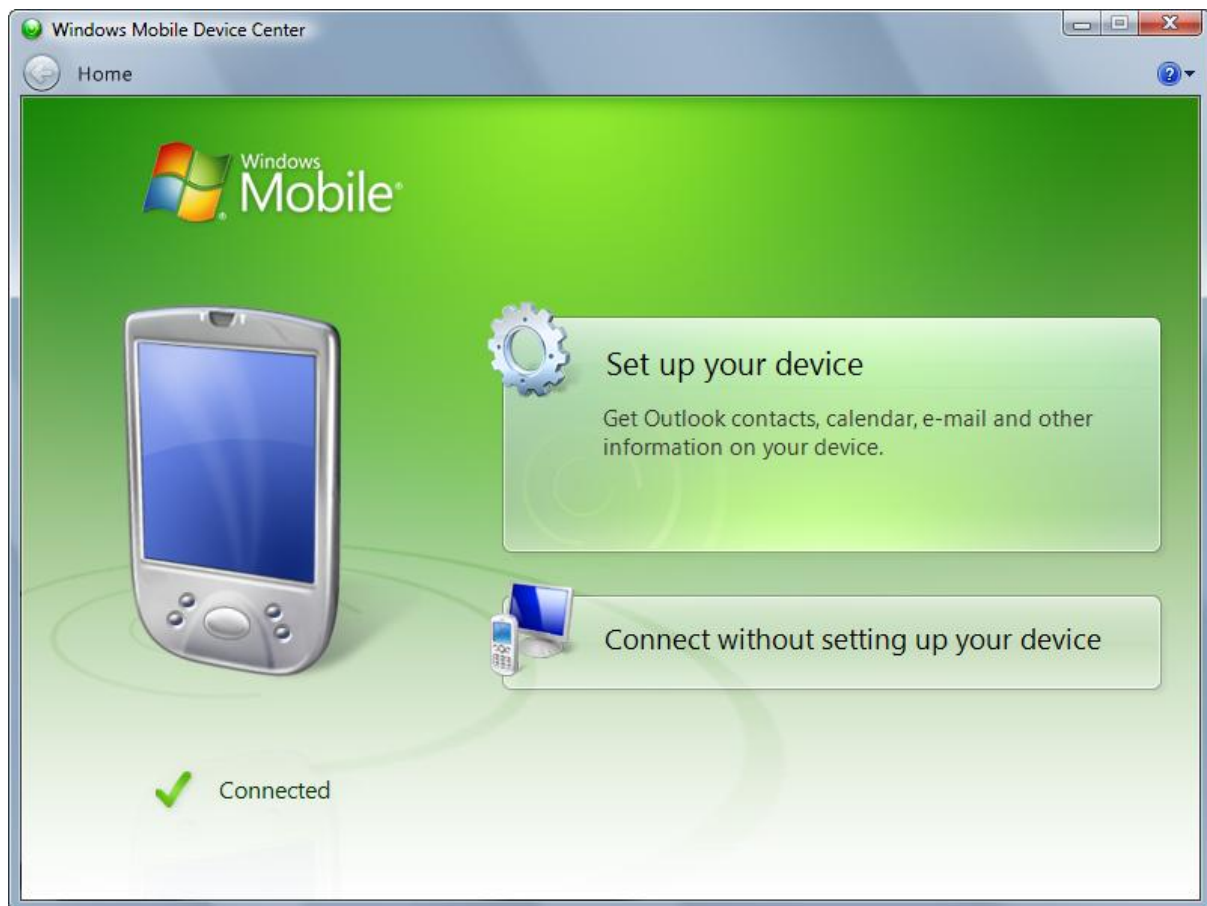 Windows Mobile Device Center
Home
Windows
Mobile®
Set up your device
Get Outlook contacts, calendar, e-mail and other
information on your device.
Connect without setting up your device
Connected